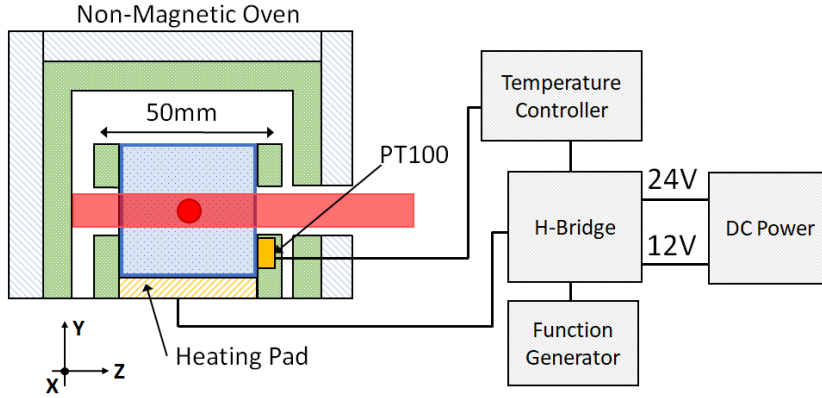 Non-Magnetic Oven
50mm
PT100
Temperature
Controller
24V
H-Bridge
DC Power
12V
Function
Generator
Heating Pad
Y
X
Z